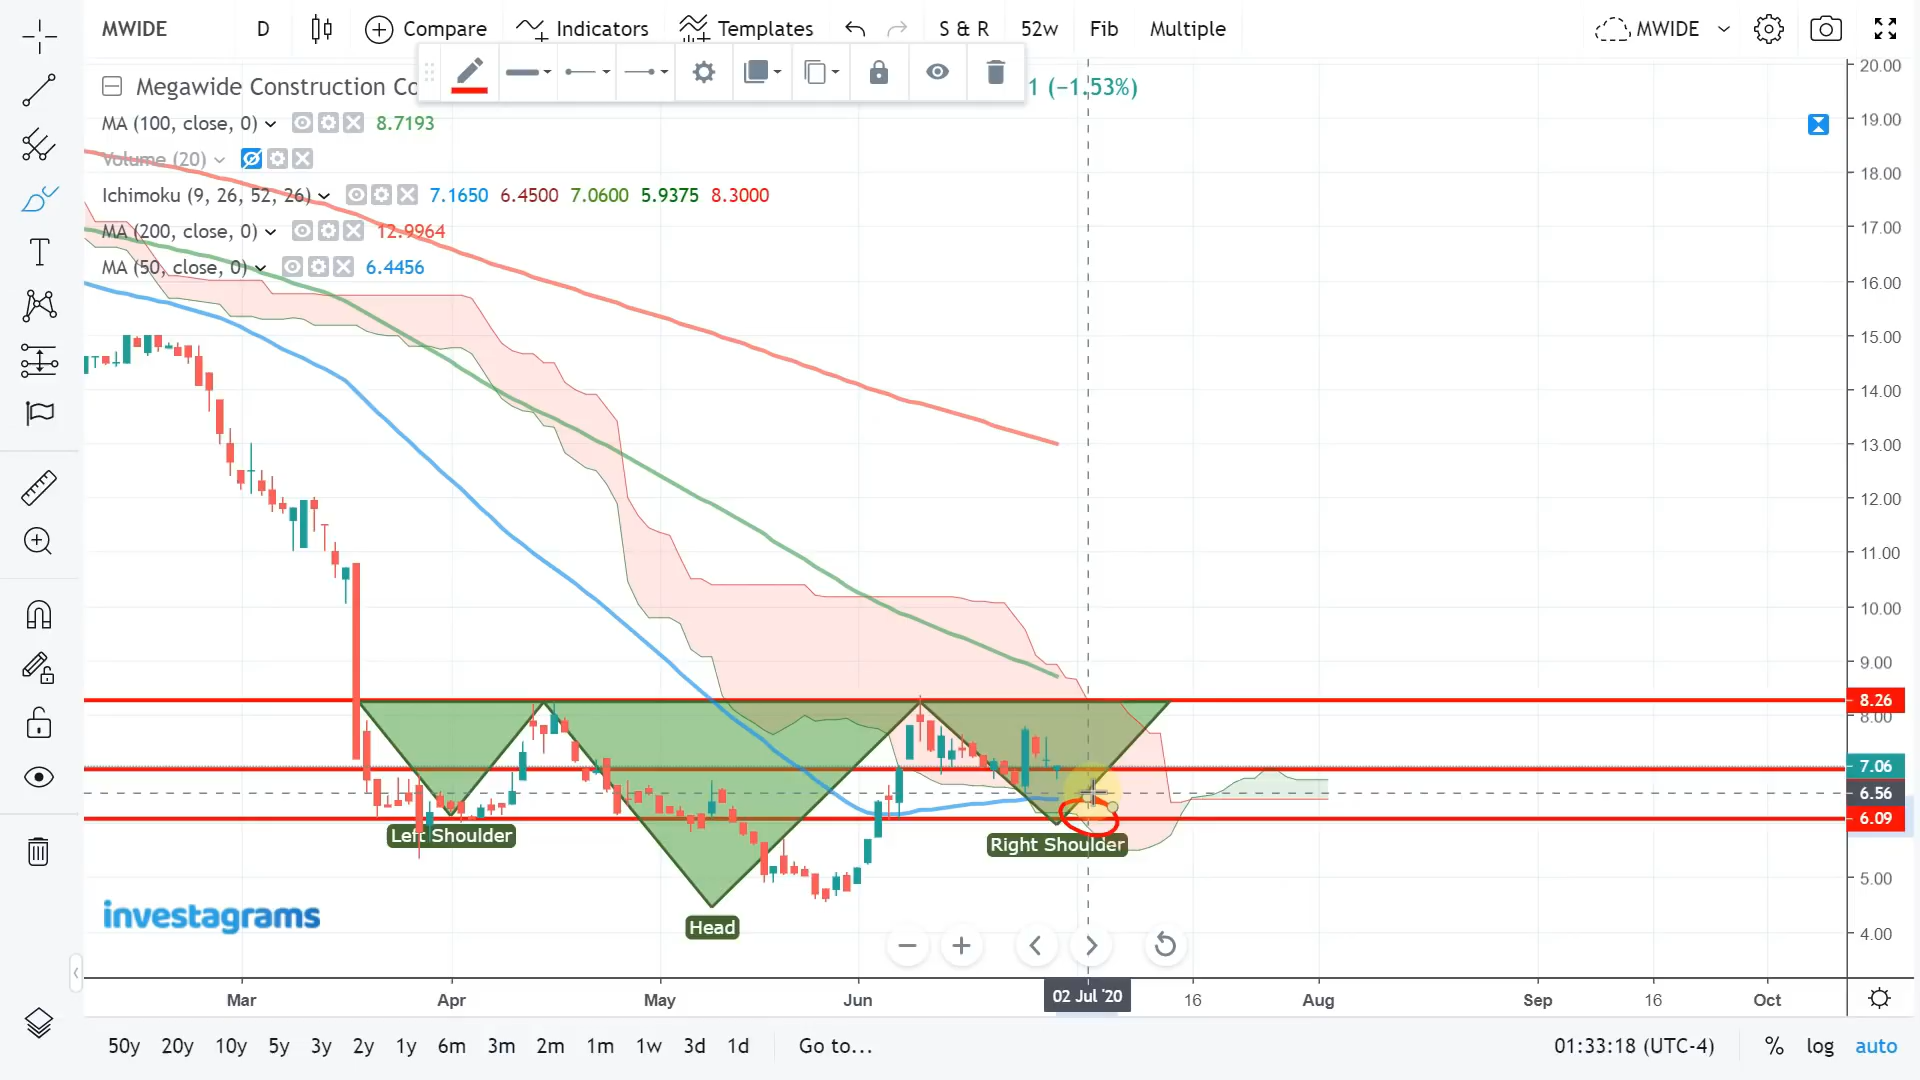 MWIDE D Compare Indicators Templates S & R 52w Fib Multiple MWIDE
Megawide Construction Co 1 (−1.53%)
MA (100, close, 0) 8.7193
Volume (20)
Ichimoku (9, 26, 52, 26) 7.1650 6.4500 7.0600 5.9375 8.3000
MA (200, close, 0) 12.9964
MA (50, close, 0) 6.4456
20.00
19.00
18.00
17.00
16.00
15.00
14.00
13.00
12.00
11.00
10.00
9.00
8.26
8.00
7.06
6.56
6.09
5.00
4.00
Left Shoulder
Right Shoulder
Head
investagrams
Mar Apr May Jun 02 Jul '20 16 Aug Sep 16 Oct
50y 20y 10y 5y 3y 2y 1y 6m 3m 2m 1m 1w 3d 1d Go to... 01:33:18 (UTC-4) % log auto